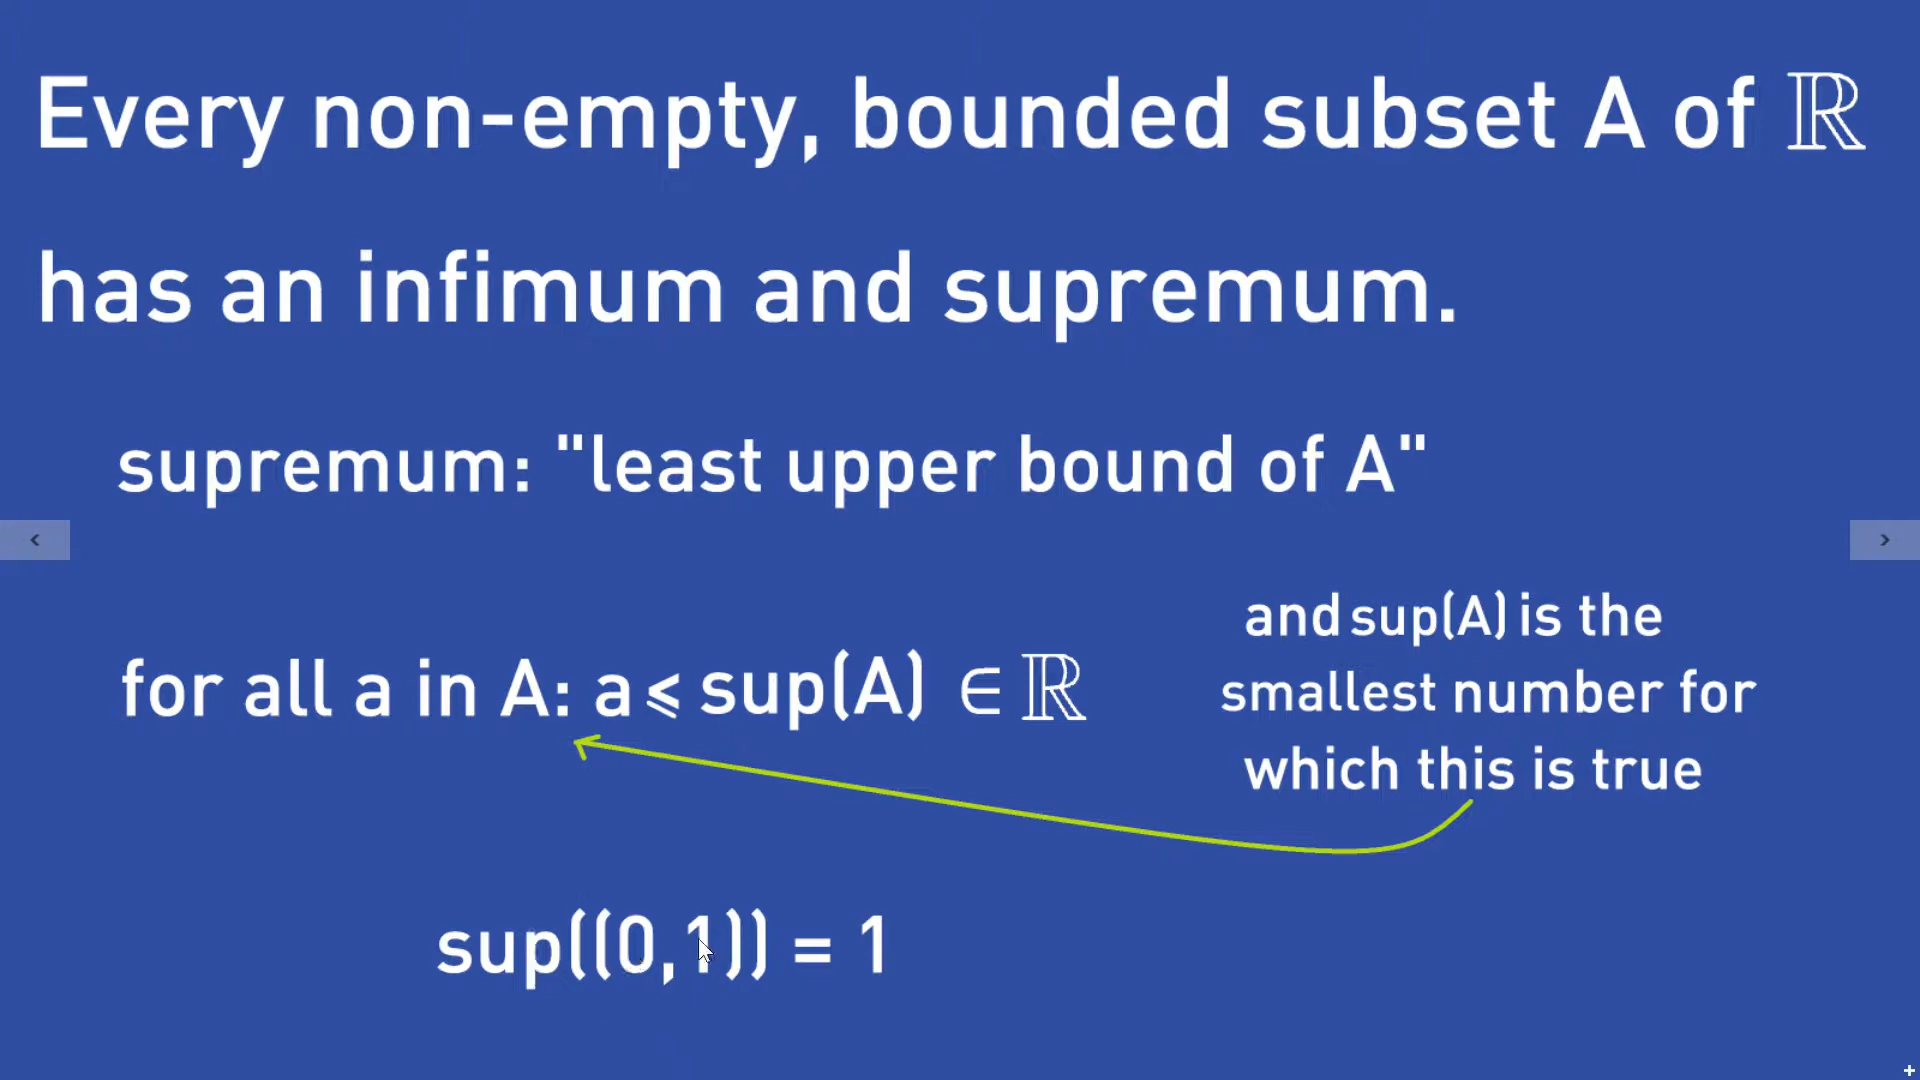 Every non-empty, bounded subset A of ℝ
has an infimum and supremum.
supremum: "least upper bound of A"
for all a in A: a ⩽ sup(A) ∈ ℝ
and sup(A) is the
smallest number for
which this is true
sup((0,1)) = 1